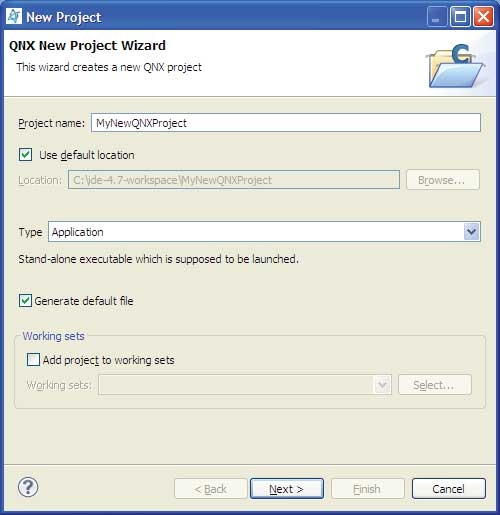 New Project
QNX New Project Wizard
This wizard creates a new QNX project
C
Project name: MyNewQNXProject
Use default location
Location: C:\ide-4.7-workspace\MyNewQNXProject Browse...
Type Application
Stand-alone executable which is supposed to be launched.
Generate default file
Working sets
Add project to working sets
Working sets: Select...
? < Back Next > Finish Cancel